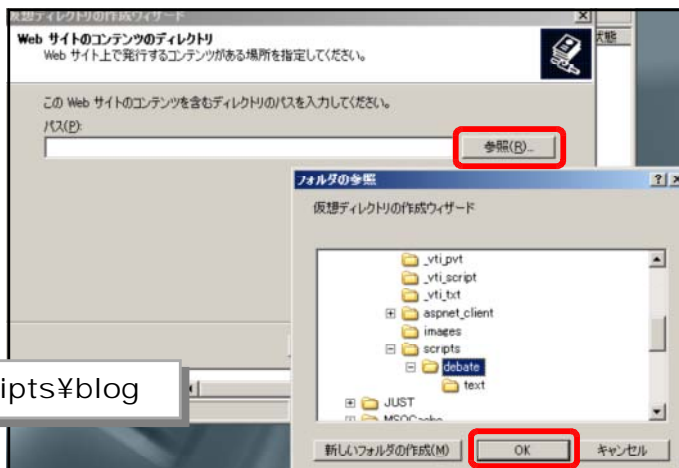 仮想ディレクトリの作成ウィザード
Web サイトのコンテンツのディレクトリ
Web サイト上で発行するコンテンツがある場所を指定してください。
状態
この Web サイトのコンテンツを含むディレクトリのパスを入力してください。
パス(P):
参照(R)...
フォルダの参照
仮想ディレクトリの作成ウィザード
_vti_pvt
_vti_script
_vti_txt
aspnet_client
images
scripts
debate
text
JUST
MSOCache
ipts¥blog
新しいフォルダの作成(M)
OK
キャンセル